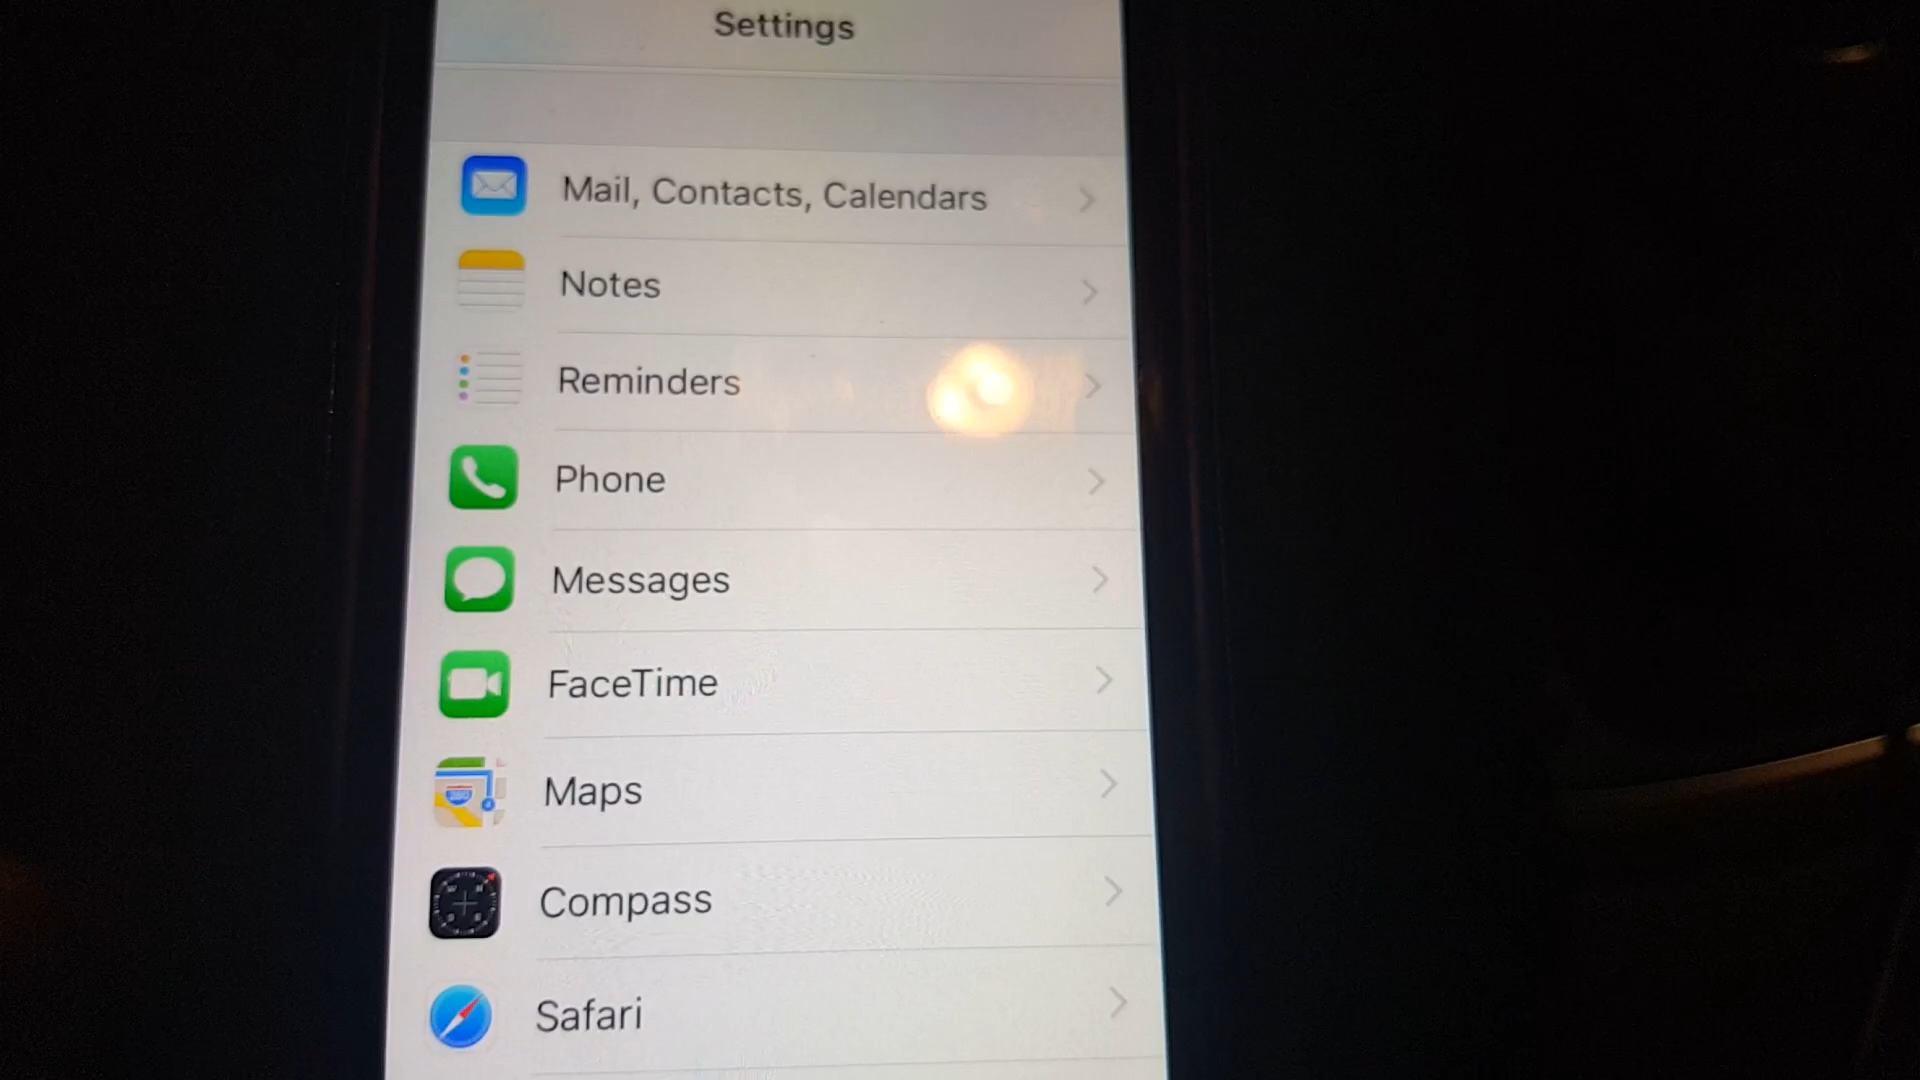 Settings
Mail, Contacts, Calendars
Notes
Reminders
Phone
Messages
FaceTime
Maps
Compass
Safari